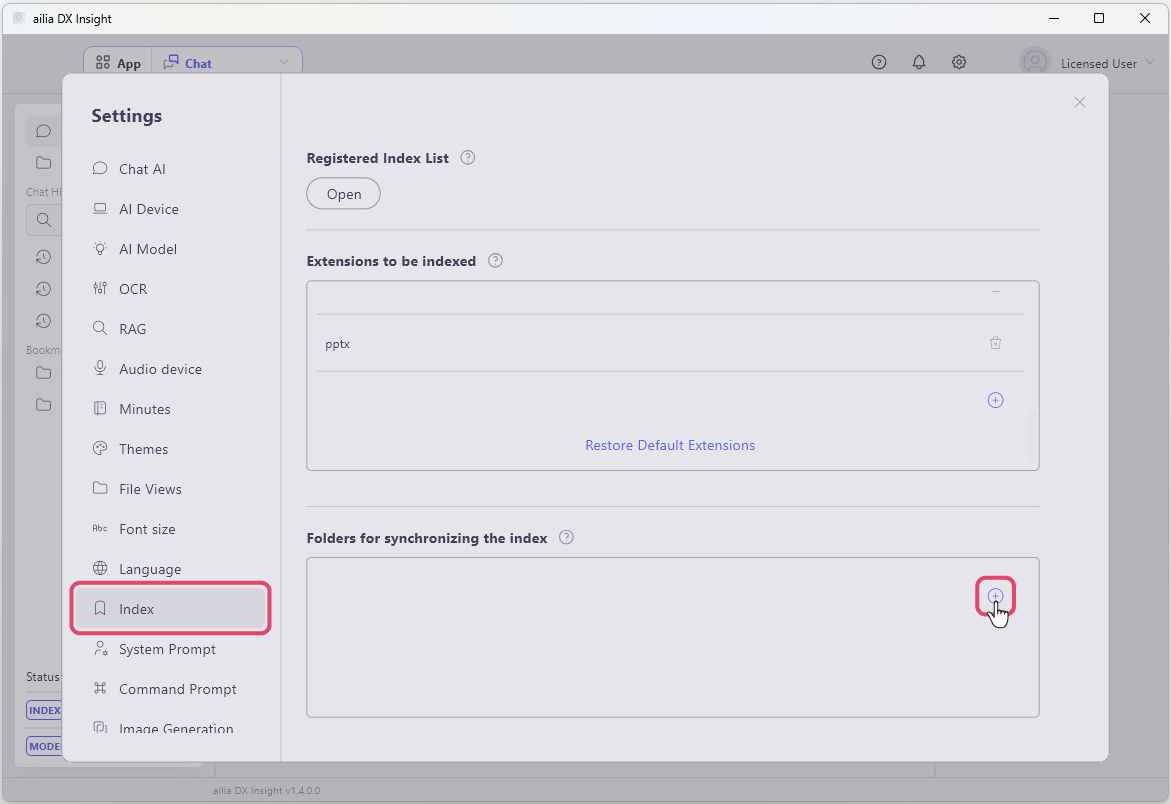 ailia DX Insight
App
Chat
Licensed User
Chat Hi
Bookm
Status
INDEX
MODE
Settings
Chat AI
AI Device
AI Model
OCR
RAG
Audio device
Minutes
Themes
File Views
Abc Font size
Language
Index
System Prompt
Command Prompt
Image Generation
Registered Index List ?
Open
Extensions to be indexed ?
pptx
Restore Default Extensions
Folders for synchronizing the index ?
ailia DX Insight v1.4.0.0